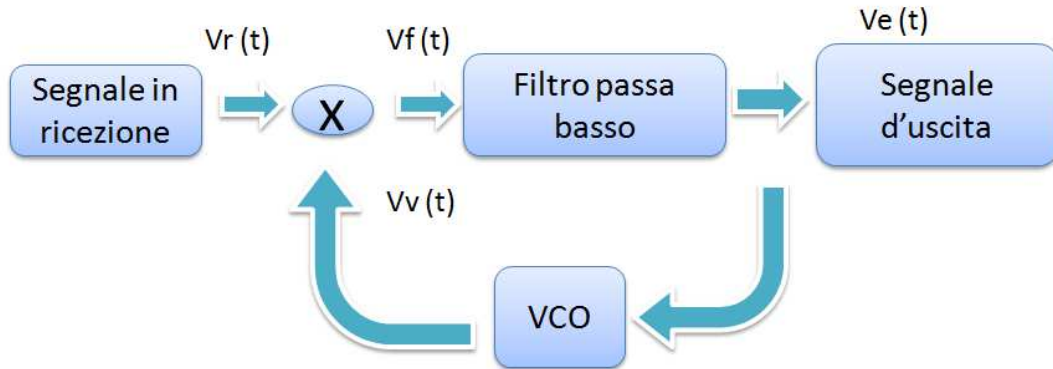 Vr (t)
Vf (t)
Ve (t)
Segnale in
ricezione
X
Filtro passa
basso
Segnale
d'uscita
Vv (t)
VCO